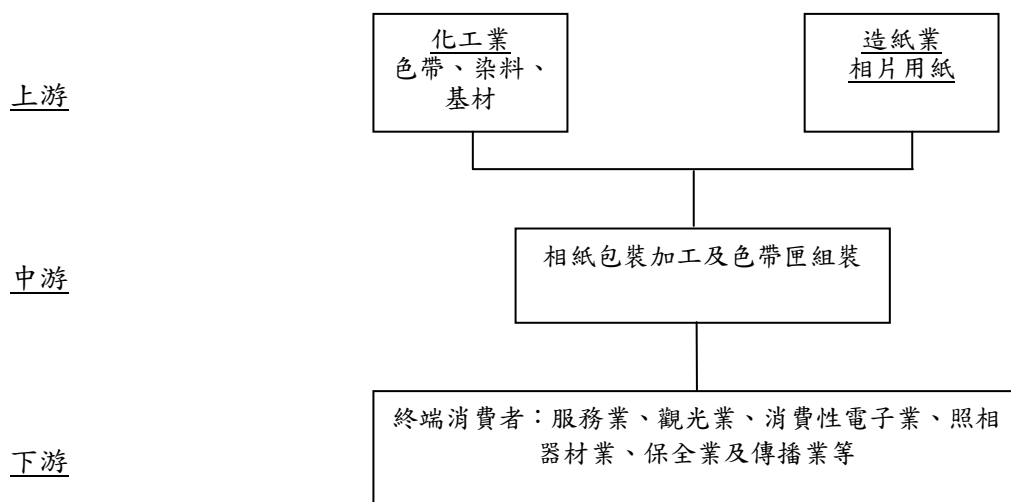 化工業
色帶、染料、
基材
造紙業
相片用紙
上游
相紙包裝加工及色帶匣組裝
中游
終端消費者：服務業、觀光業、消費性電子業、照相
器材業、保全業及傳播業等
下游